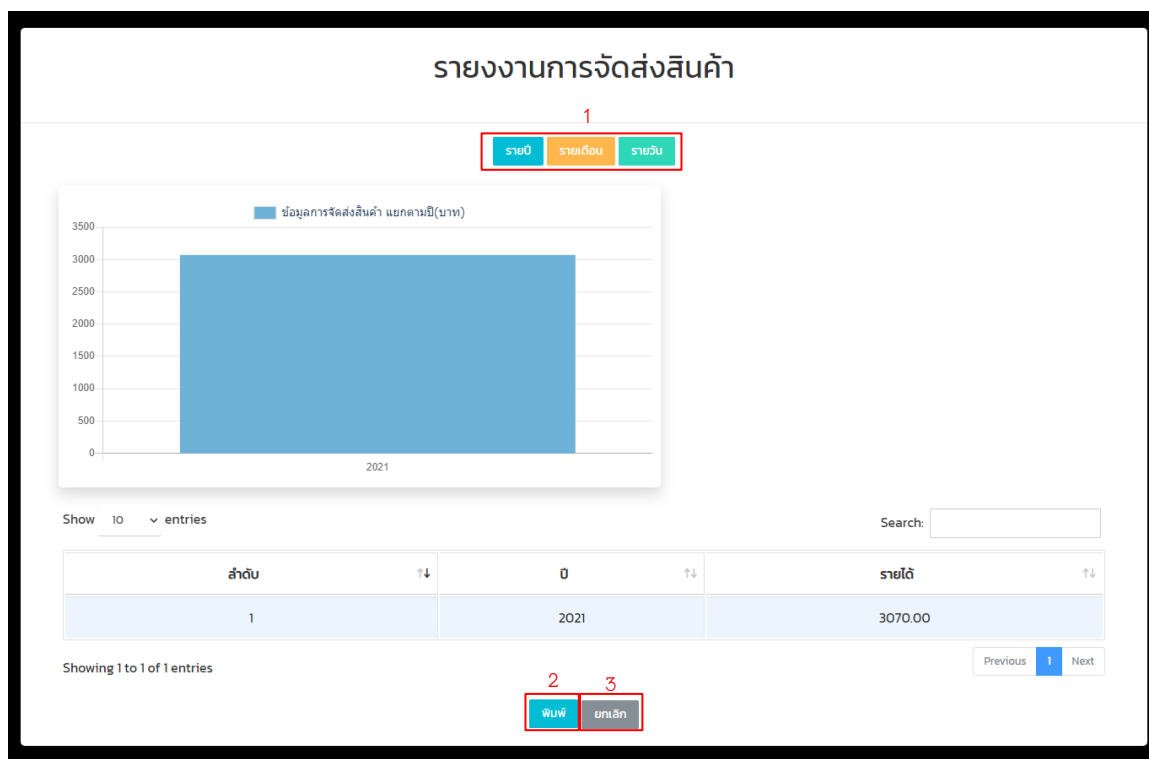 รายงงานการจัดส่งสินค้า
1
รายปี รายเดือน รายวัน
ข้อมูลการจัดส่งสินค้า แยกตามปี(บาท)
3500
3000
2500
2000
1500
1000
500
0
2021
Show 10 entries Search:
ลำดับ ปี รายได้
1 2021 3070.00
Showing 1 to 1 of 1 entries Previous 1 Next
2 3
พิมพ์ ยกเลิก